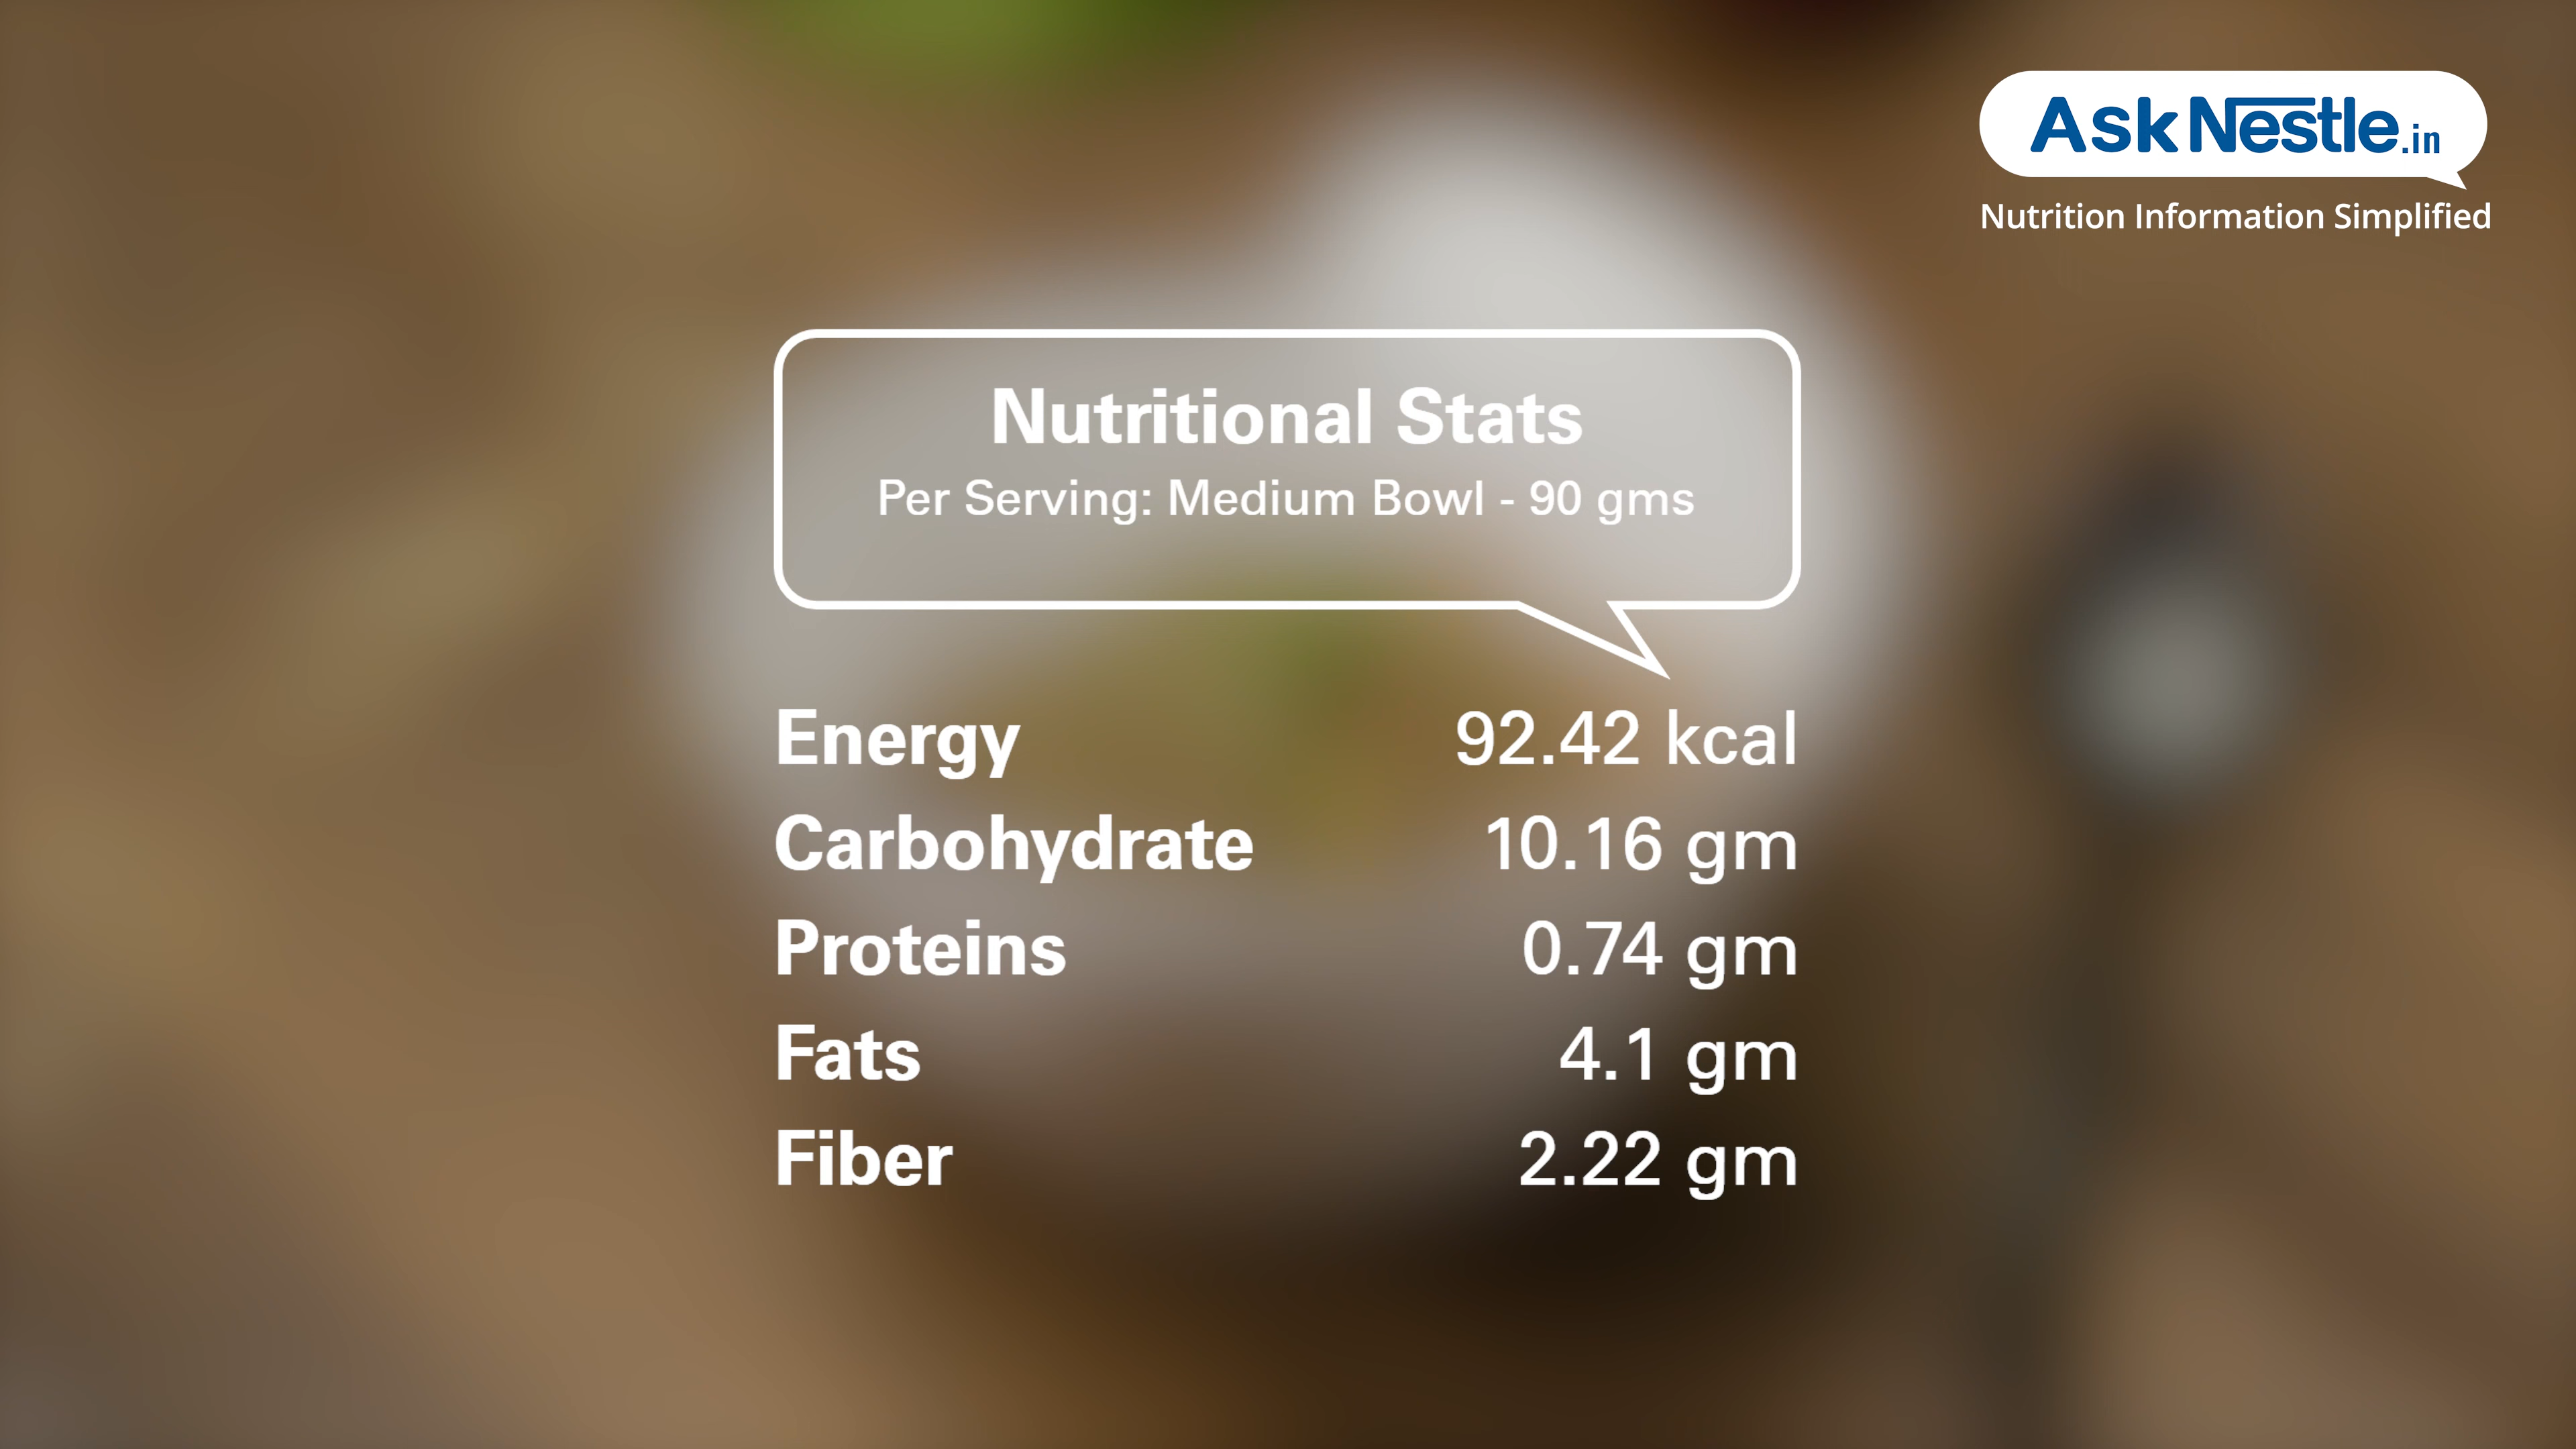 AskNestle.in
Nutrition Information Simplified
Nutritional Stats
Per Serving: Medium Bowl - 90 gms
Energy 92.42 kcal
Carbohydrate 10.16 gm
Proteins 0.74 gm
Fats 4.1 gm
Fiber 2.22 gm